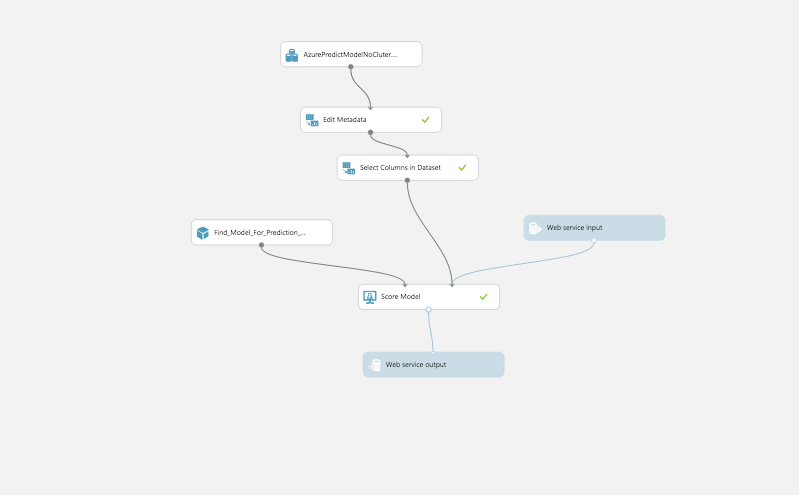 AzurePredictModelNoCluter...
Edit Metadata
Select Columns in Dataset
Find_Model_For_Prediction_...
Web service input
Score Model
Web service output